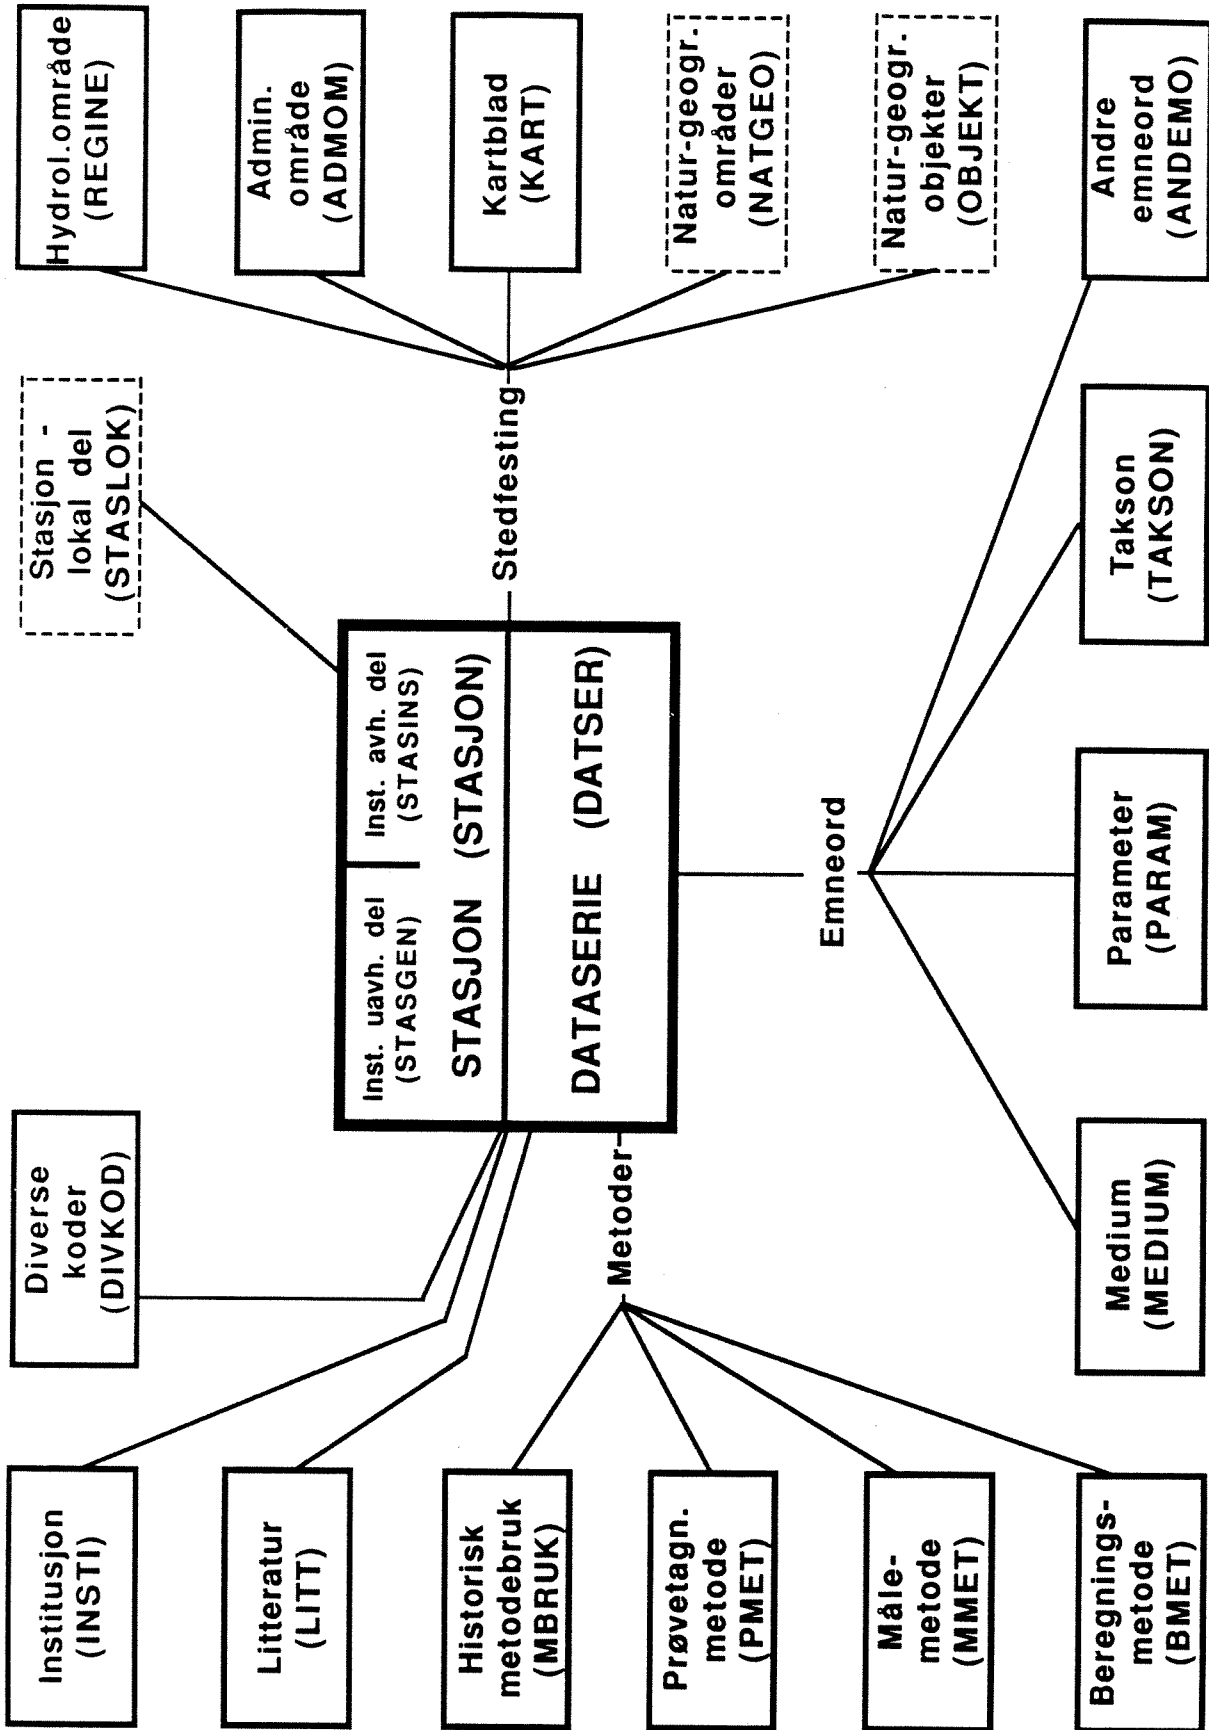 Institusjon
(INSTI)
Diverse
koder
(DIVKOD)
Stasjon -
lokal del
(STASLOK)
Hydrol.område
(REGINE)
Litteratur
(LITT)
Admin.
område
(ADMOM)
Inst. uavh. del
(STASGEN)
Inst. avh. del
(STASINS)
STASJON (STASJON)
Historisk
metodebruk
(MBRUK)
Stedfesting
Kartblad
(KART)
DATASERIE (DATSER)
Metoder
Prøvetagn.
metode
(PMET)
Natur-geogr.
områder
(NATGEO)
Emneord
Måle-
metode
(MMET)
Natur-geogr.
objekter
(OBJEKT)
Beregnings-
metode
(BMET)
Medium
(MEDIUM)
Parameter
(PARAM)
Takson
(TAKSON)
Andre
emneord
(ANDEMO)